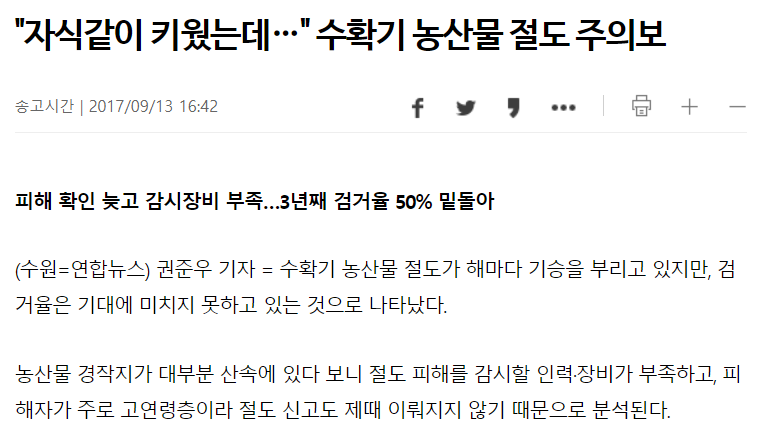 "자식같이 키웠는데…" 수확기 농산물 절도 주의보
송고시간 | 2017/09/13 16:42
피해 확인 늦고 감시장비 부족…3년째 검거율 50% 밑돌아
(수원=연합뉴스) 권준우 기자 = 수확기 농산물 절도가 해마다 기승을 부리고 있지만, 검
거율은 기대에 미치지 못하고 있는 것으로 나타났다.
농산물 경작지가 대부분 산속에 있다 보니 절도 피해를 감시할 인력·장비가 부족하고, 피
해자가 주로 고연령층이라 절도 신고도 제때 이뤄지지 않기 때문으로 분석된다.